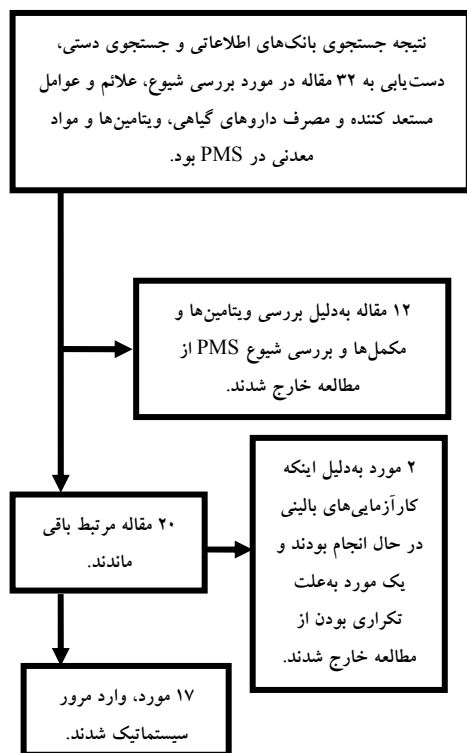 نتیجه جستجوی بانک‌های اطلاعاتی و جستجوی دستی،
دست‌یابی به ۳۲ مقاله در مورد بررسی شیوع، علائم و عوامل
مستعد کننده و مصرف داروهای گیاهی، ویتامین‌ها و مواد
معدنی در PMS بود.
۱۲ مقاله به‌دلیل بررسی ویتامین‌ها و
مکمل‌ها و بررسی شیوع PMS از
مطالعه خارج شدند.
۲ مورد به‌دلیل اینکه
کارآزمایی‌های بالینی
در حال انجام بودند و
یک مورد به‌علت
تکراری بودن از
مطالعه خارج شدند.
۲۰ مقاله مرتبط باقی
ماندند.
۱۷ مورد، وارد مرور
سیستماتیک شدند.